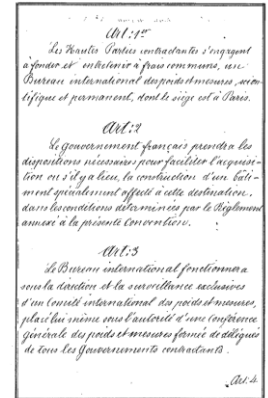 Art: 1er
Les Hautes Parties contractantes s'engagent
à fonder et entretenir à frais communs, un
Bureau international des poids et mesures, scien-
tifique et permanent, dont le siège est à Paris.
Art: 2
Le Gouvernement français prendra les
dispositions nécessaires pour faciliter l'acquisi-
tion ou s'il y a lieu, la construction d'un bâti-
ment spécialement affecté à cette destination,
dans les conditions déterminées par le Règlement
annexé à la présente Convention.
Art: 3
Le Bureau international fonctionnera
sous la direction et la surveillance exclusives
d'un Comité international des poids et mesures,
placé lui même sous l'autorité d'une conférence
générale des poids et mesures formée de délégués
de tous les Gouvernements contractants.
Art. 4